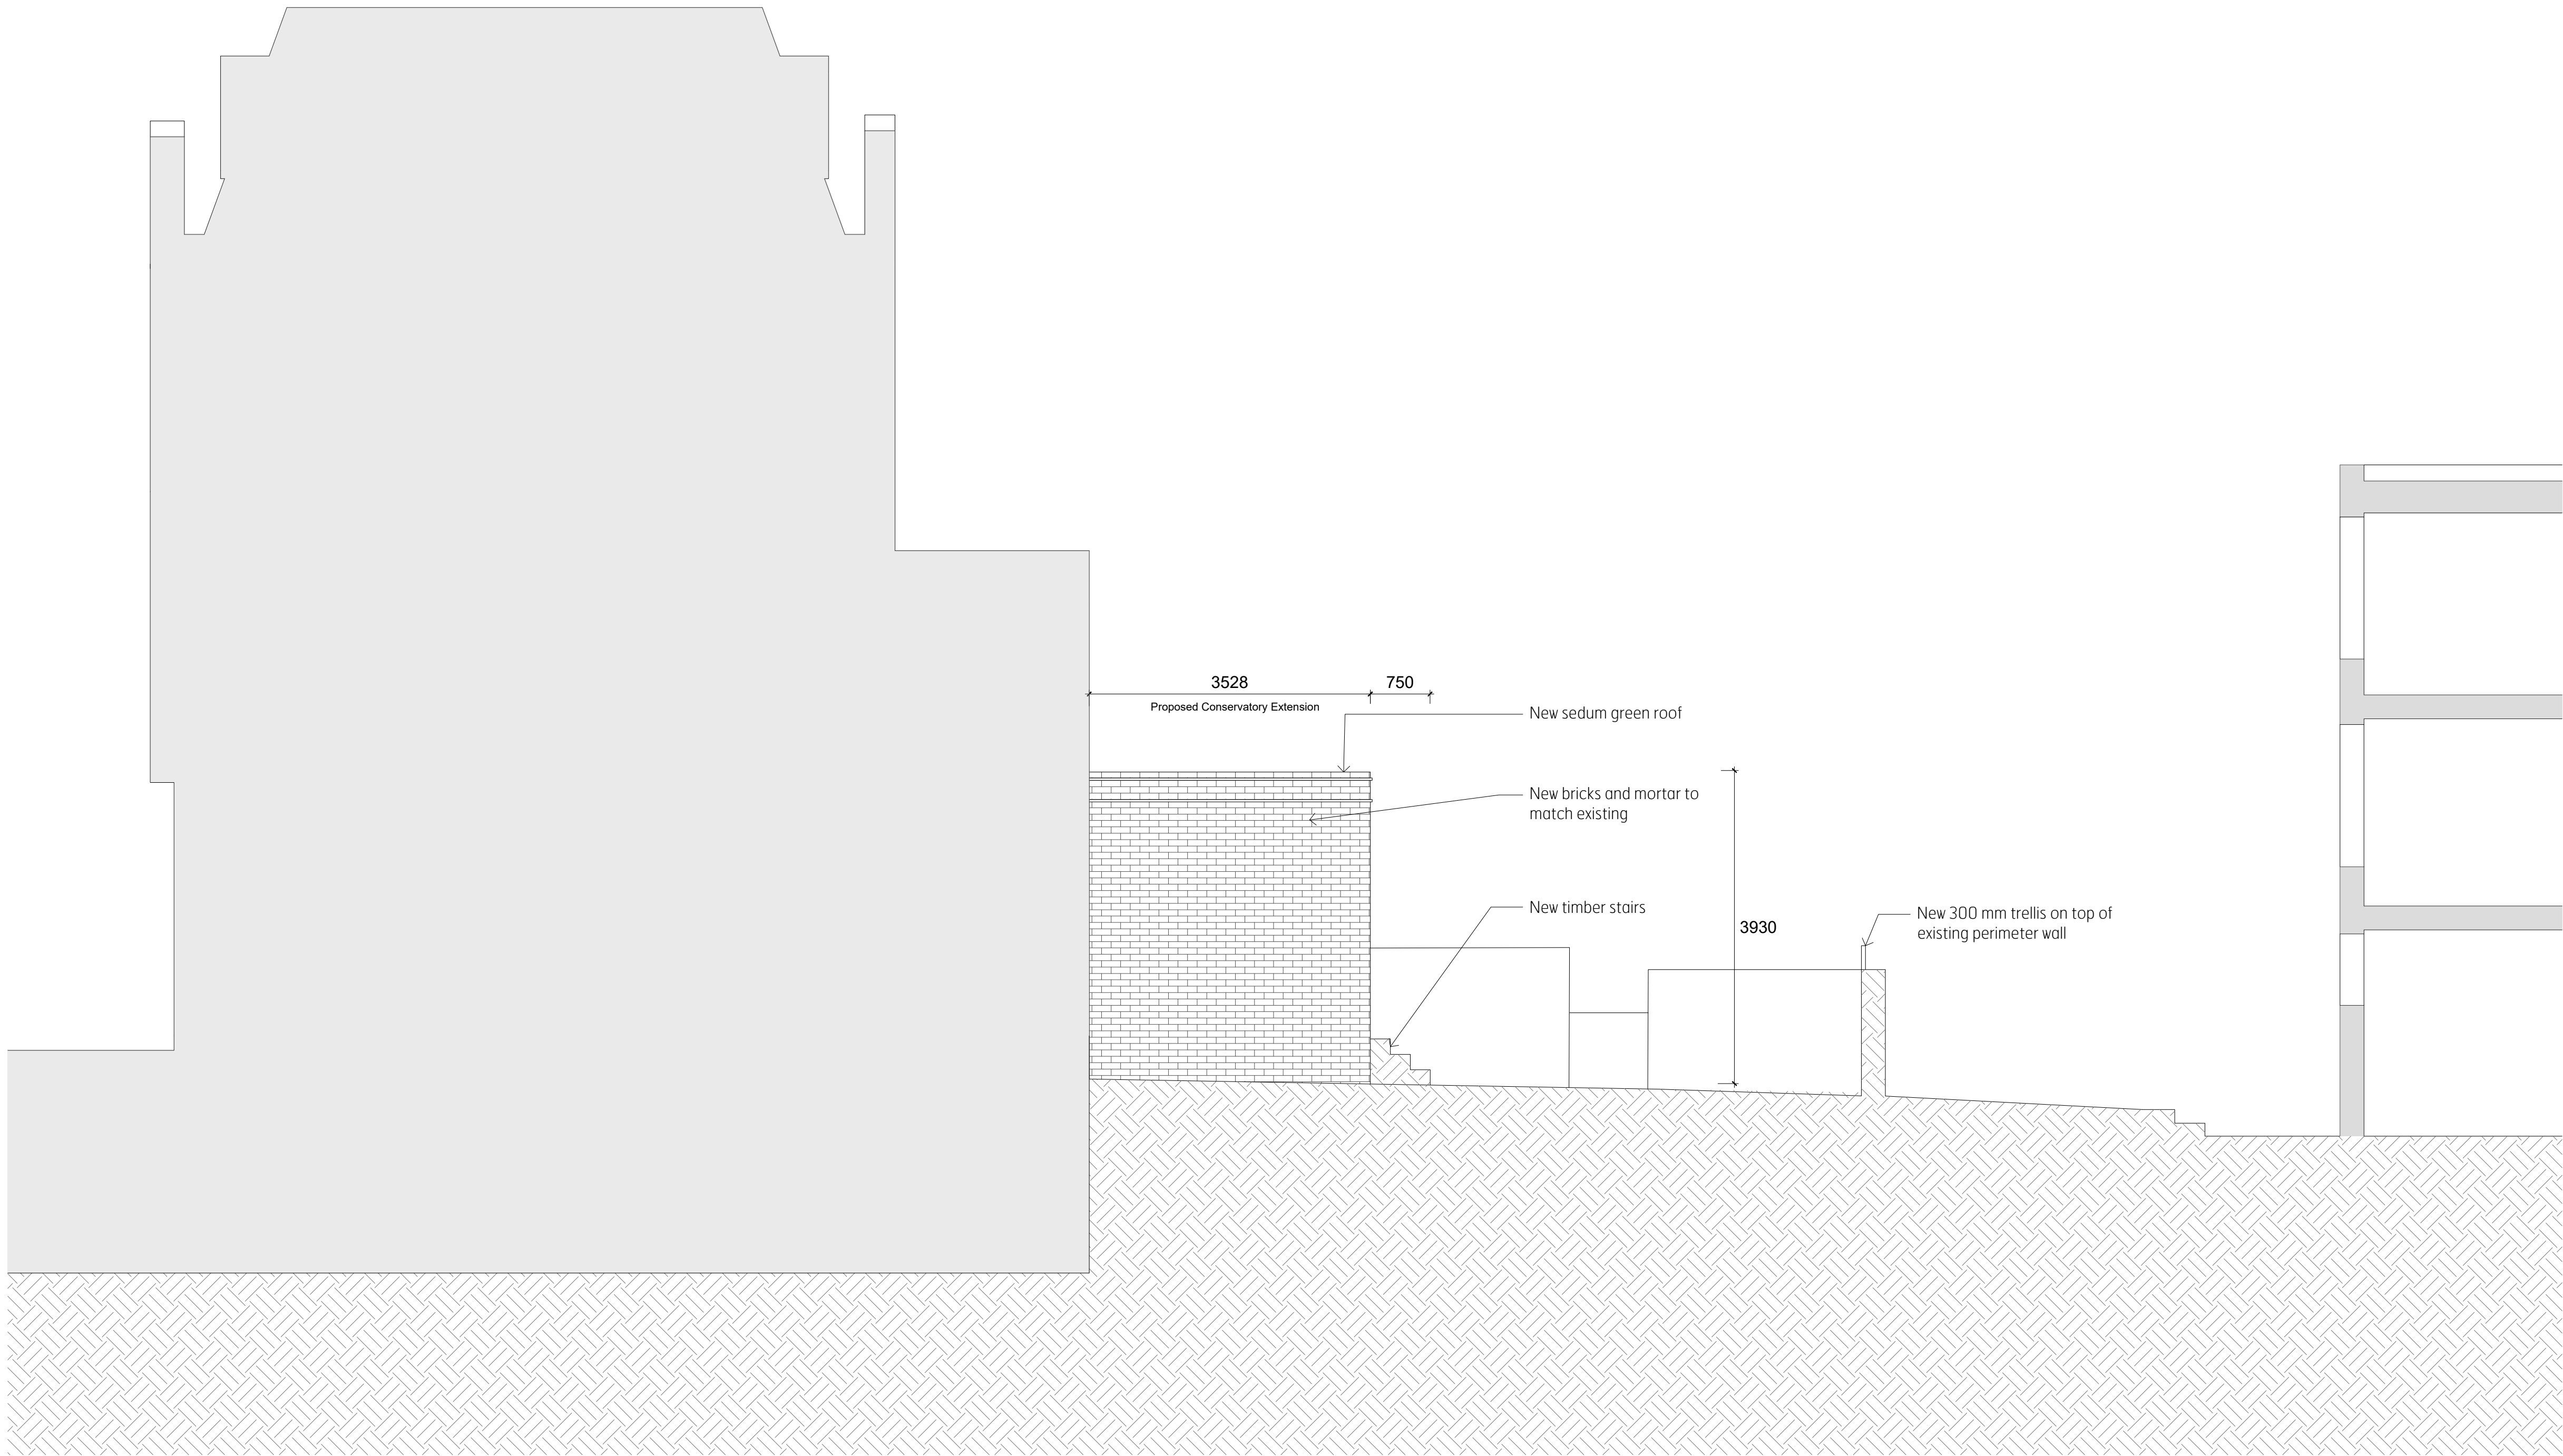 3528
750
Proposed Conservatory Extension
New sedum green roof
New bricks and mortar to
match existing
New timber stairs
3930
New 300 mm trellis on top of
existing perimeter wall